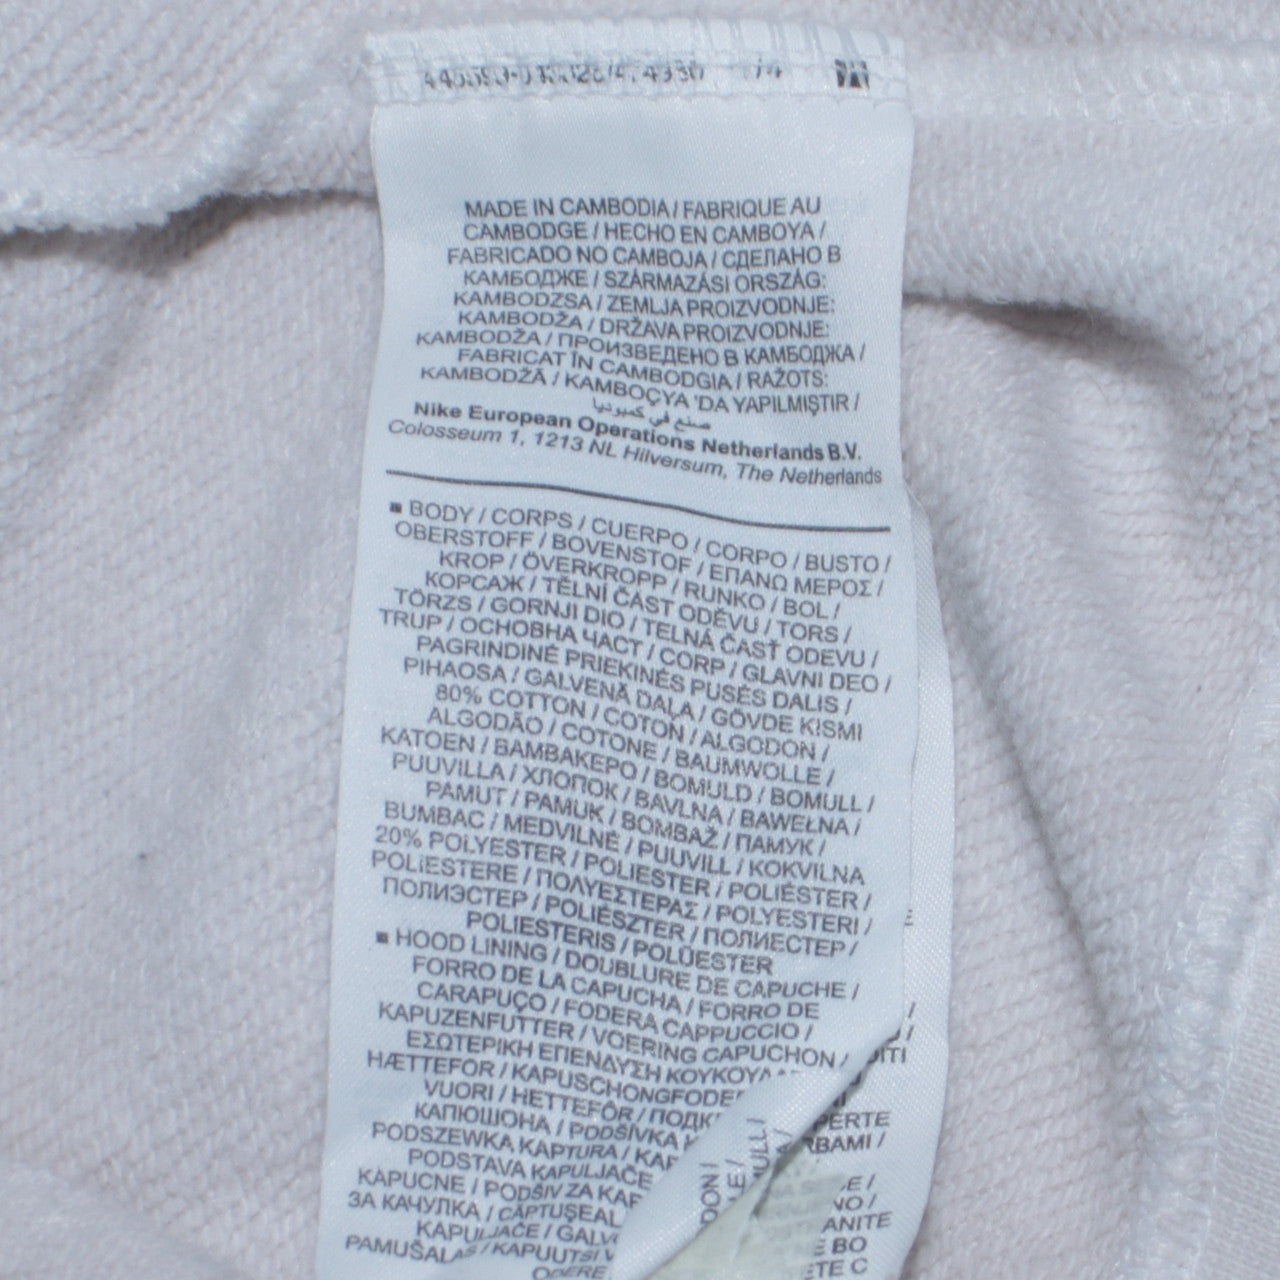 MADE IN CAMBODIA / FABRIQUE AU
CAMBODGE / HECHO EN CAMBOYA /
FABRICADO NO CAMBOJA / СДЕЛАНО В
КАМБОДЖЕ / SZÁRMAZÁSI ORSZÁG:
KAMBODZSA / ZEMLJA PROIZVODNJE:
KAMBODŽA / DRŽAVA PROIZVODNJE:
KAMBODŽA / ПРОИЗВЕДЕНО В КАМБОДЖА /
FABRICAT ÎN CAMBODGIA / RAŽOTS:
KAMBODŽĀ / KAMBOÇYA 'DA YAPILMIŞTIR /
صنع في كمبوديا
Nike European Operations Netherlands B.V.
Colosseum 1, 1213 NL Hilversum, The Netherlands
■ BODY / CORPS / CUERPO / CORPO / BUSTO /
OBERSTOFF / BOVENSTOF / ΕΠΑΝΩ ΜΕΡΟΣ /
KROP / ÖVERKROPP / RUNKO / BOL /
КОРСАЖ / TĚLNÍ ČÁST ODĚVU / TORS /
TÖRZS / GORNJI DIO / TELNÁ ČASŤ ODEVU /
TRUP / ОСНОВНА ЧАСТ / CORP / GLAVNI DEO /
PAGRINDINĖ PRIEKINĖS PUSĖS DALIS /
PIHAOSA / GALVENĀ DAĻA / GÖVDE KISMI
80% COTTON / COTON / ALGODON /
ALGODÃO / COTONE / BAUMWOLLE /
KATOEN / ΒΑΜΒΑΚΕΡΟ / BOMULD / BOMULL /
PUUVILLA / ХЛОПОК / BAVLNA / BAWEŁNA /
PAMUT / PAMUK / BOMBAŽ / ПАМУК /
BUMBAC / MEDVILNĖ / PUUVILL / KOKVILNA
20% POLYESTER / POLIESTER / POLIÉSTER /
POLIESTERE / ΠΟΛΥΕΣΤΕΡΑΣ / POLYESTERI /
ПОЛИЭСТЕР / POLIÉSZTER / ПОЛИЕСТЕР /
POLIESTERIS / POLÜESTER
■ HOOD LINING / DOUBLURE DE CAPUCHE /
FORRO DE LA CAPUCHA / FORRO DE
CARAPUÇO / FODERA CAPPUCCIO /
KAPUZENFUTTER / VOERING CAPUCHON /
ΕΣΩΤΕΡΙΚΗ ΕΠΕΝΔΥΣΗ
HÆTTEFOR / KAPUSCHONGFODE
VUORI / HETTEFÔR /
КАПЮШОНА / PODŠÍVKA
PODSZEWKA KAPTURA /
PODSTAVA KAPULJAČE
KAPUCNE / PODŠIV ZA
ЗА КАЧУЛКА / CĂPTUŞEAL
KAPULJAČE /
PAMUŠALAS / KAPUUTSI
PERTE
RBAMI /